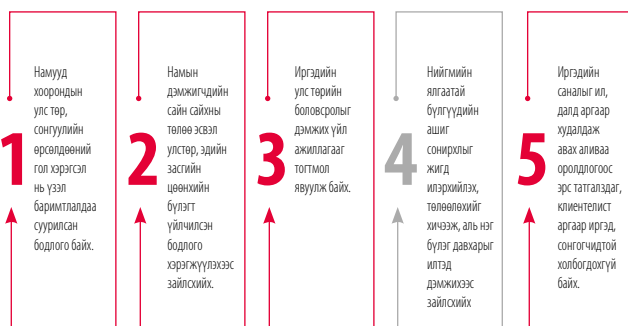 1
Намууд
хоорондын
улс төр,
сонгуулийн
өрсөлдөөний
гол хэрэгсэл
нь үзэл
баримтлалдаа
суурилсан
бодлого байх.
2
Намын
дэмжигчдийн
сайн сайхны
төлөө эсвэл
улстөр, эдийн
засгийн
цөөнхийн
бүлэгт
үйлчилсэн
бодлого
хэрэгжүүлэхээс
зайлсхийх.
3
Иргэдийн
улс төрийн
боловсролыг
дэмжих үйл
ажиллагааг
тогтмол
явуулж байх.
4
Нийгмийн
ялгаатай
бүлгүүдийн
ашиг
сонирхлыг
жигд
илэрхийлэх,
төлөөлөхийг
хичээж, аль нэг
бүлэг давхарыг
илтэд
дэмжихээс
зайлсхийх
5
Иргэдийн
саналыг ил,
далд аргаар
худалдаж
авах аливаа
оролдлогоос
эрс татгалздаг,
клиентелист
аргаар иргэд,
сонгогчидтой
холбогдохгүй
байх.